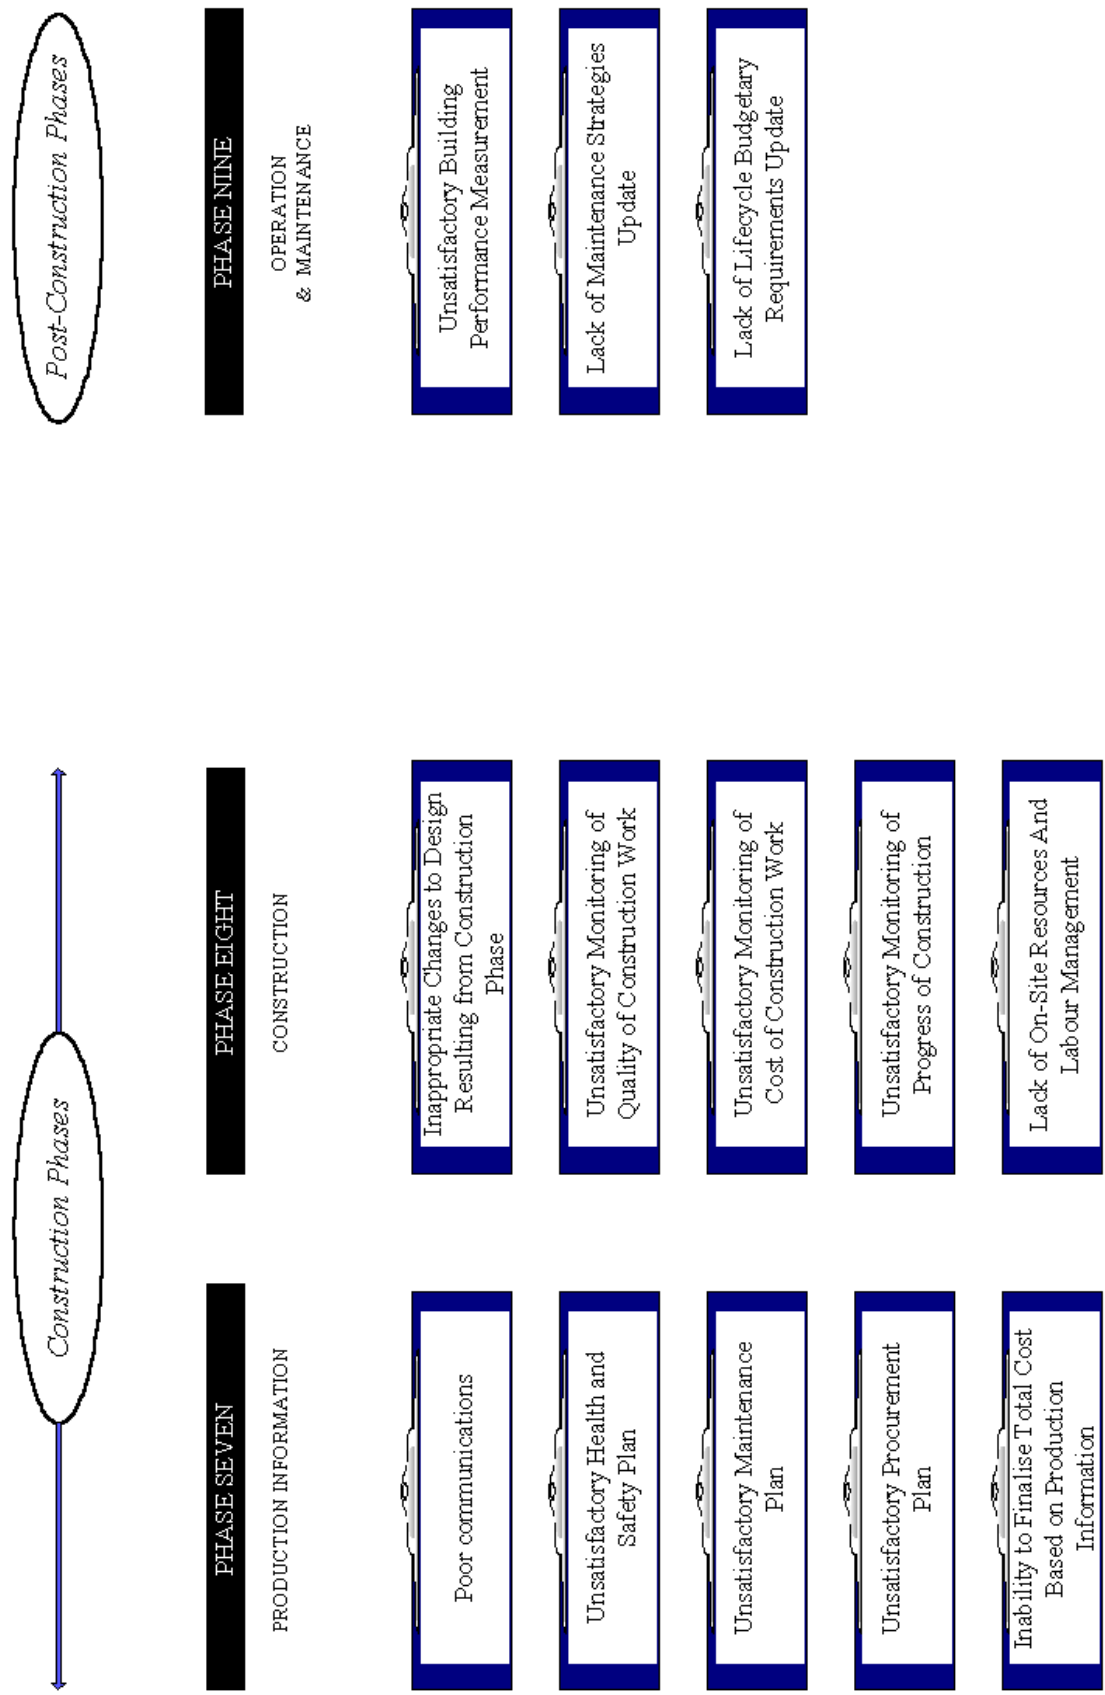 Construction Phases
Post-Construction Phases
PHASE SEVEN
PHASE EIGHT
PHASE NINE
PRODUCTION INFORMATION
CONSTRUCTION
OPERATION
& MAINTENANCE
Poor communications
Inappropriate Changes to Design
Resulting from Construction
Phase
Unsatisfactory Building
Performance Measurement
Unsatisfactory Health and
Safety Plan
Unsatisfactory Monitoring of
Quality of Construction Work
Lack of Maintenance Strategies
Update
Unsatisfactory Maintenance
Plan
Unsatisfactory Monitoring of
Cost of Construction Work
Lack of Lifecycle Budgetary
Requirements Update
Unsatisfactory Procurement
Plan
Unsatisfactory Monitoring of
Progress of Construction
Inability to Finalise Total Cost
Based on Production
Information
Lack of On-Site Resources And
Labour Management